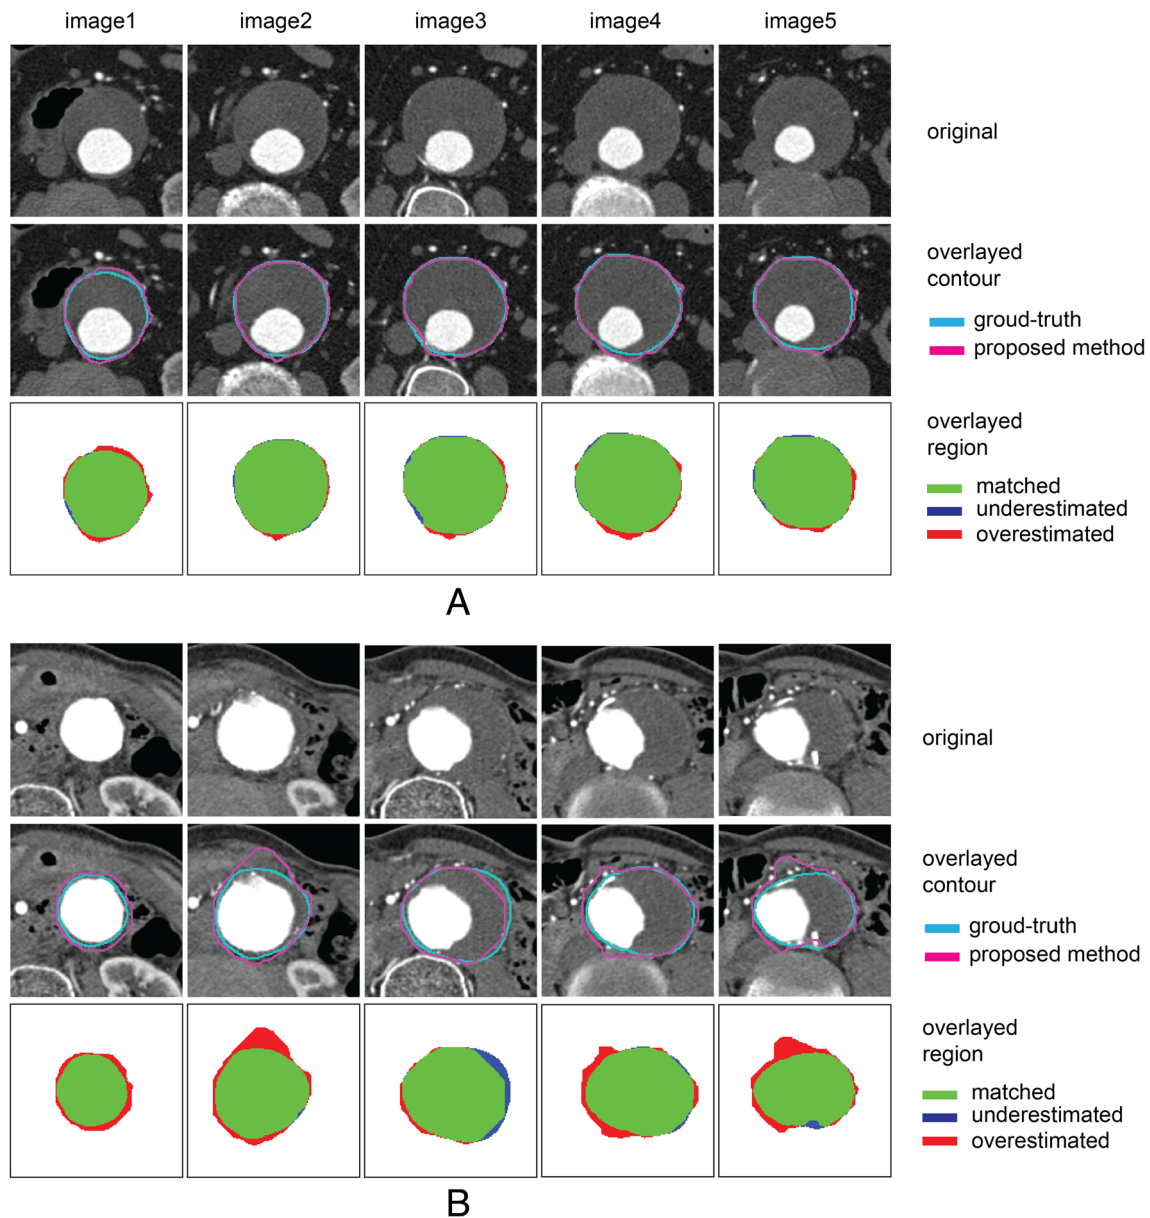 image1 image2 image3 image4 image5
original
overlayed
contour
groud-truth
proposed method
overlayed
region
matched
underestimated
overestimated
A
original
overlayed
contour
groud-truth
proposed method
overlayed
region
matched
underestimated
overestimated
B